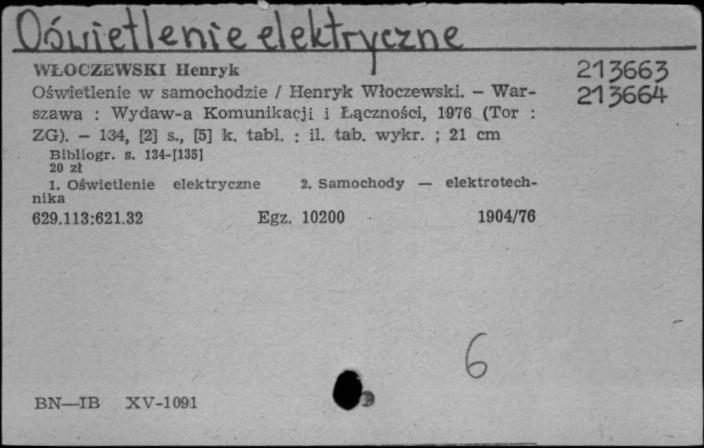 Oświetlenie elektryczne
WŁOCZEWSKI Henryk
213663
Oświetlenie w samochodzie / Henryk Włoczewski. – War-
213664
szawa : Wydaw-a Komunikacji i Łączności, 1976 (Tor :
ZG). – 134, [2] s., [5] k. tabl. : il. tab. wykr. ; 21 cm
Bibliogr. s. 134-[135]
20 zł
1. Oświetlenie elektryczne 2. Samochody — elektrotech-
nika
629.113:621.32 Egz. 10200 1904/76
6
BN—IB XV-1091